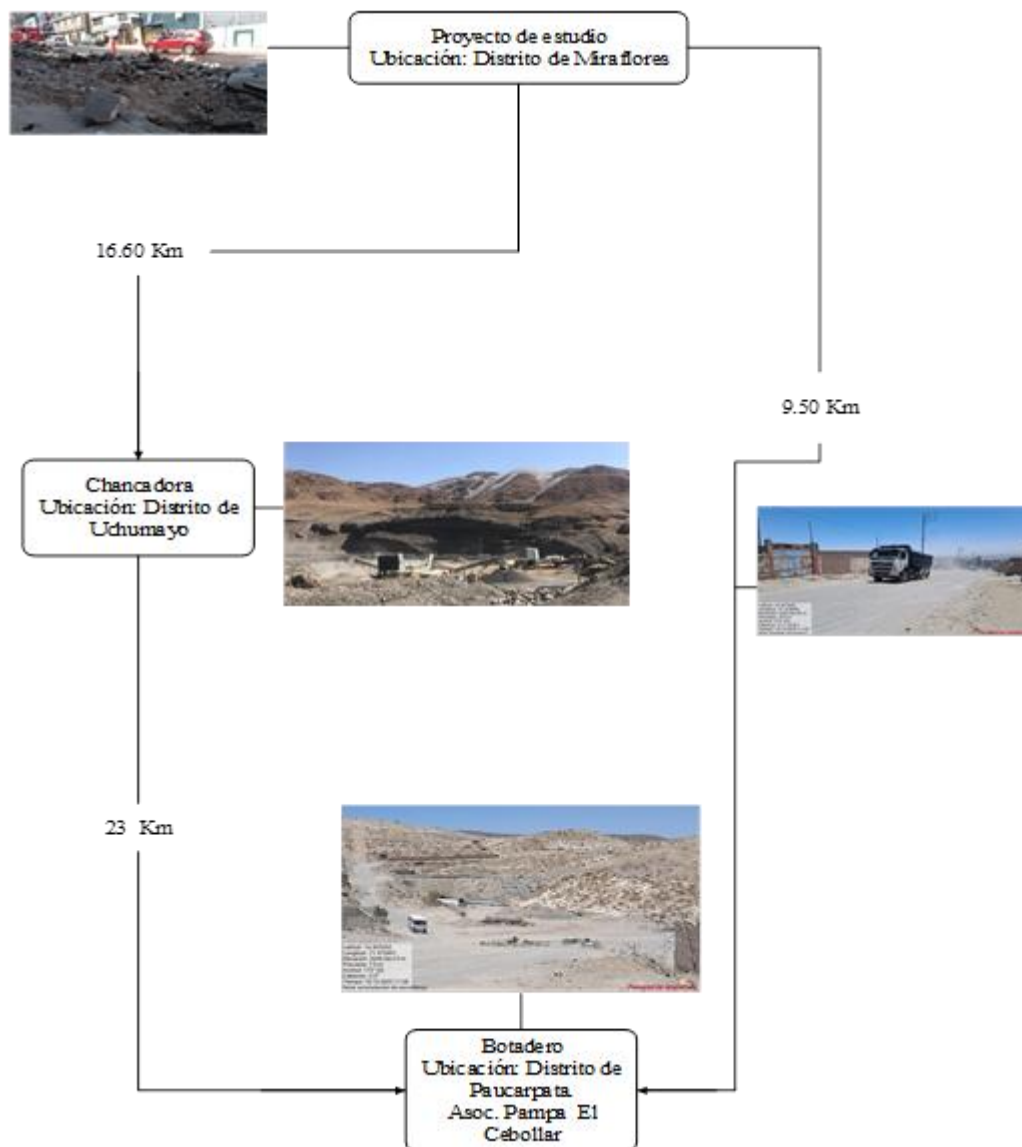 Proyecto de estudio
Ubicación: Distrito de Miraflores
16.60 Km
9.50 Km
Chancadora
Ubicación: Distrito de
Uchumayo
23 Km
Botadero
Ubicación: Distrito de
Paucarpata
Asoc. Pampa El
Cebollar